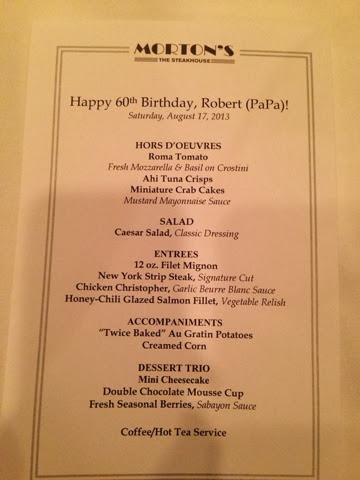 MORTON'S
THE STEAKHOUSE
Happy 60th Birthday, Robert (PaPa)!
Saturday, August 17, 2013
HORS D'OEUVRES
Roma Tomato
Fresh Mozzarella & Basil on Crostini
Ahi Tuna Crisps
Miniature Crab Cakes
Mustard Mayonnaise Sauce
SALAD
Caesar Salad, Classic Dressing
ENTREES
12 oz. Filet Mignon
New York Strip Steak, Signature Cut
Chicken Christopher, Garlic Beurre Blanc Sauce
Honey-Chili Glazed Salmon Fillet, Vegetable Relish
ACCOMPANIMENTS
"Twice Baked" Au Gratin Potatoes
Creamed Corn
DESSERT TRIO
Mini Cheesecake
Double Chocolate Mousse Cup
Fresh Seasonal Berries, Sabayon Sauce
Coffee/Hot Tea Service